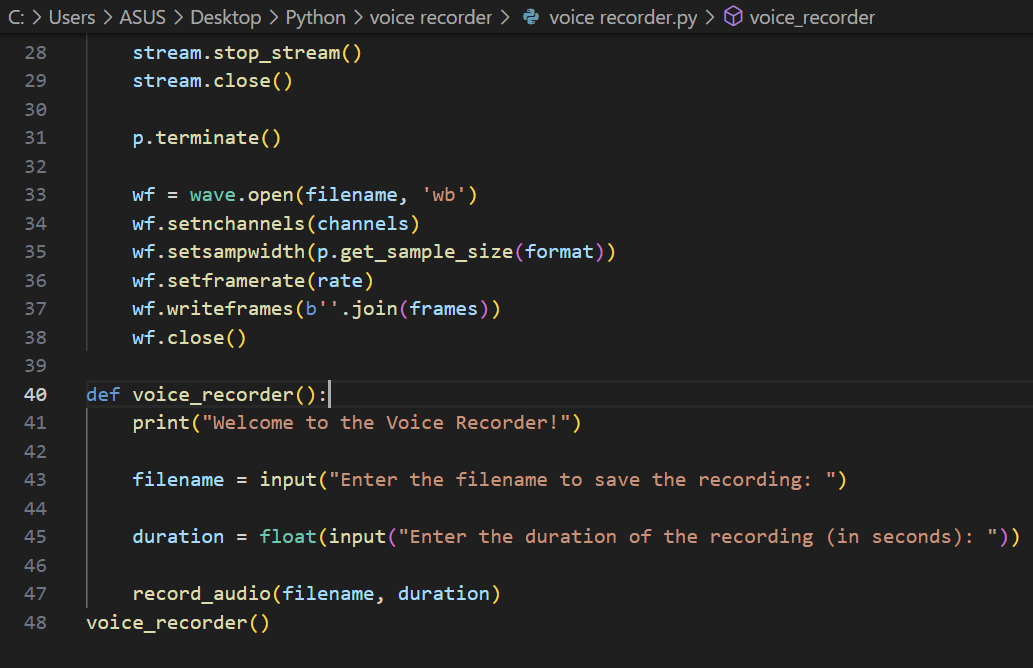 C: > Users > ASUS > Desktop > Python > voice recorder > voice recorder.py > voice_recorder
28 stream.stop_stream()
29 stream.close()
30
31 p.terminate()
32
33 wf = wave.open(filename, 'wb')
34 wf.setnchannels(channels)
35 wf.setsampwidth(p.get_sample_size(format))
36 wf.setframerate(rate)
37 wf.writeframes(b''.join(frames))
38 wf.close()
39
40 def voice_recorder():
41 print("Welcome to the Voice Recorder!")
42
43 filename = input("Enter the filename to save the recording: ")
44
45 duration = float(input("Enter the duration of the recording (in seconds): "))
46
47 record_audio(filename, duration)
48 voice_recorder()